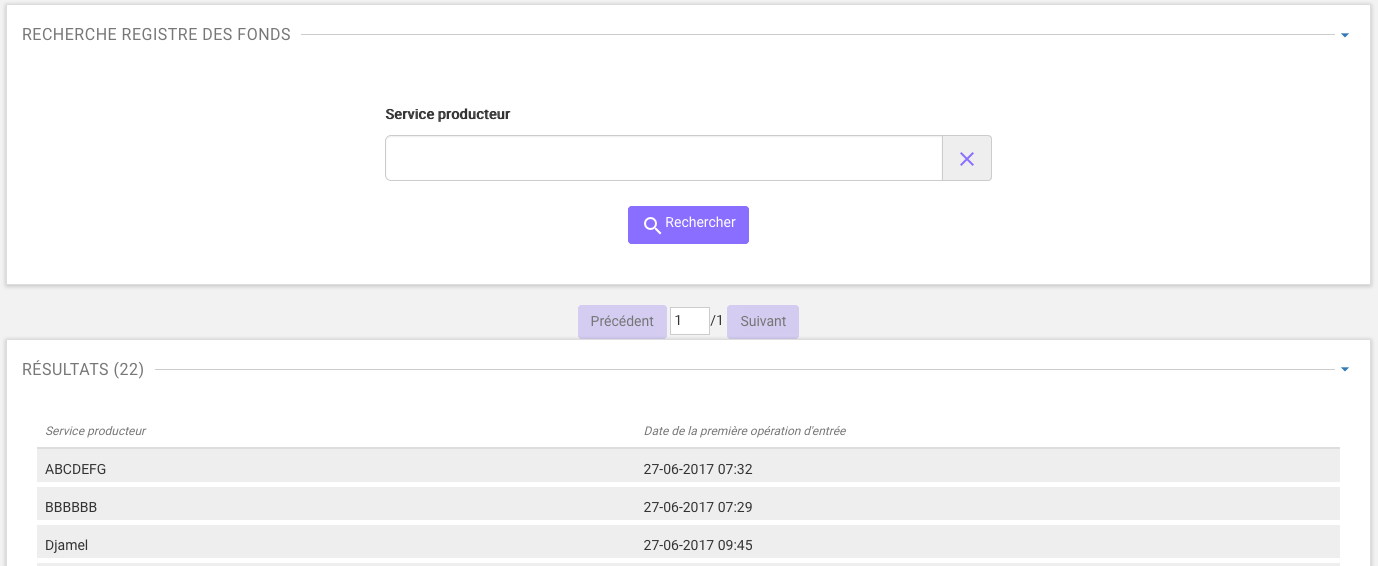 RECHERCHE REGISTRE DES FONDS
Service producteur
Rechercher
Précédent 1 /1 Suivant
RÉSULTATS (22)
Service producteur Date de la première opération d'entrée
ABCDEFG 27-06-2017 07:32
BBBBBB 27-06-2017 07:29
Djamel 27-06-2017 09:45